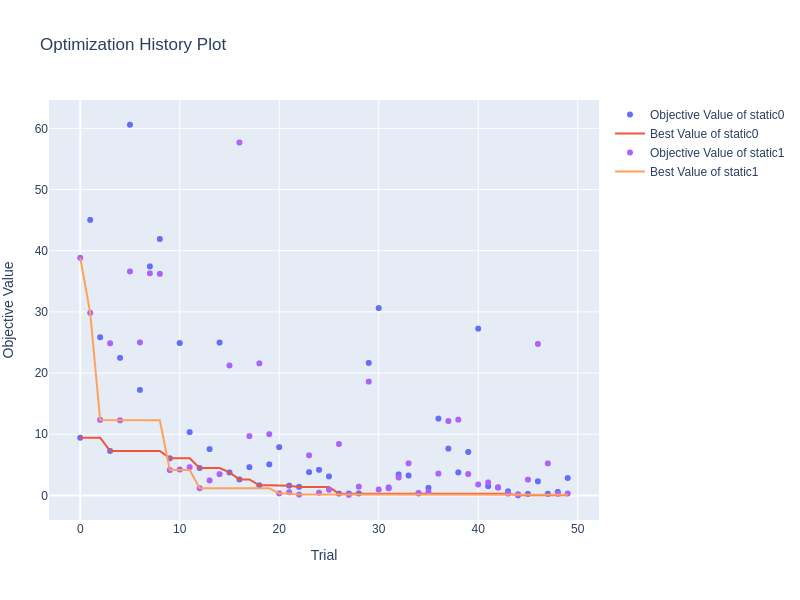 Optimization History Plot
Objective Value of static0
Best Value of static0
Objective Value of static1
Best Value of static1
60
50
40
30
20
10
0
Objective Value
0 10 20 30 40 50
Trial